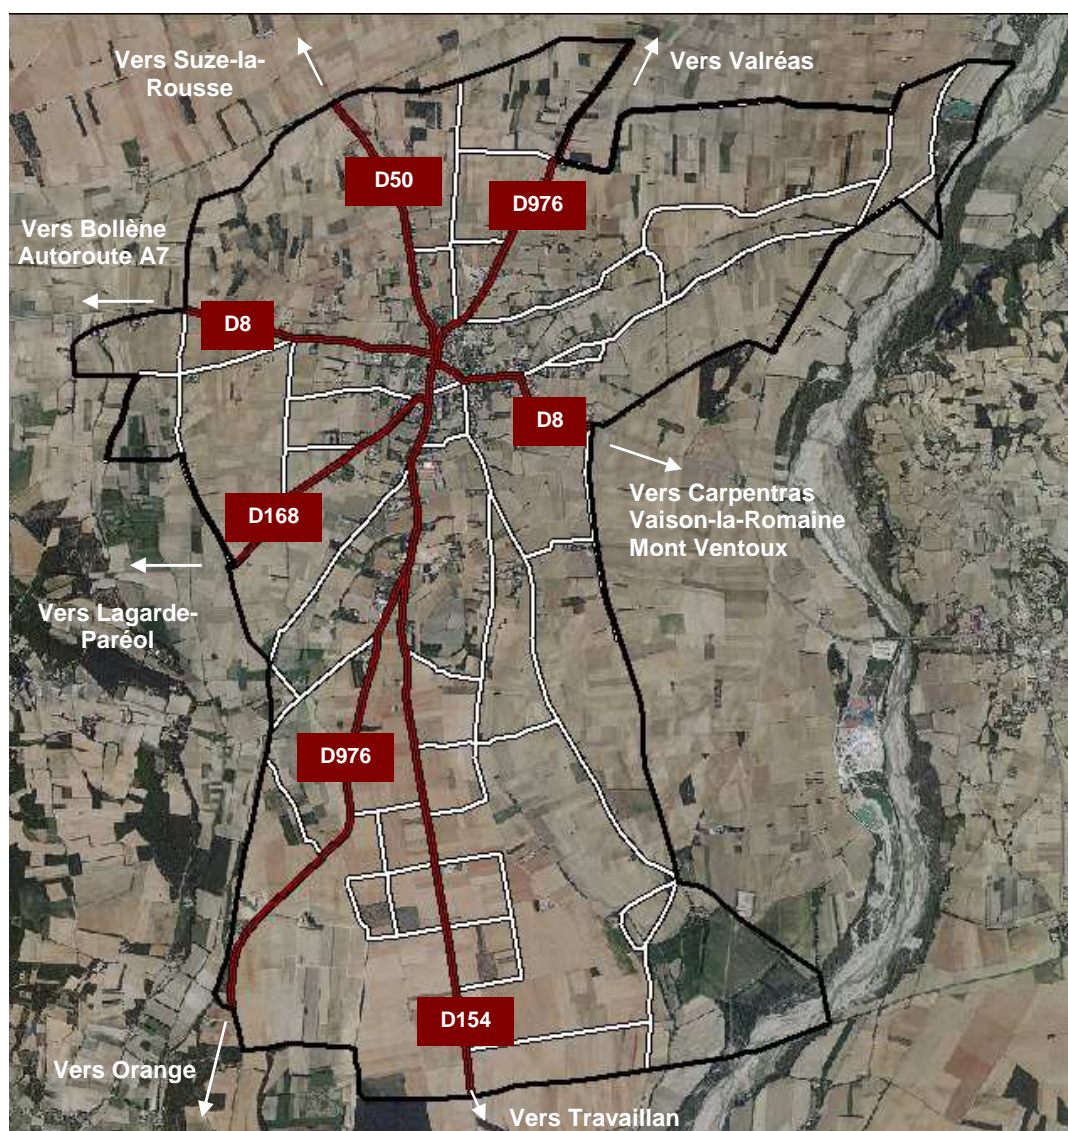 Vers Suze-la-
Rousse
Vers Valréas
D50
D976
Vers Bollène
Autoroute A7
D8
D8
Vers Carpentras
Vaison-la-Romaine
Mont Ventoux
D168
Vers Lagarde-
Paréol
D976
D154
Vers Orange
Vers Travaillan